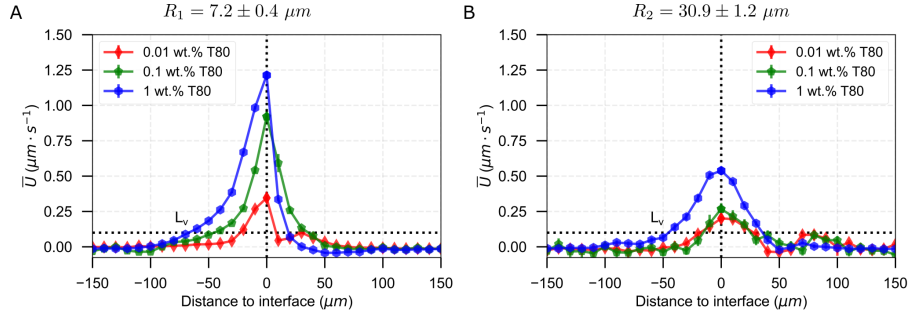 A
R₁ = 7.2 ± 0.4 μm
1.50
1.25
1.00
0.75
0.50
0.25
0.00
U̅ (μm · s⁻¹)
0.01 wt.% T80
0.1 wt.% T80
1 wt.% T80
Lᵥ
−150 −100 −50 0 50 100 150
Distance to interface (μm)
B
R₂ = 30.9 ± 1.2 μm
1.50
1.25
1.00
0.75
0.50
0.25
0.00
U̅ (μm · s⁻¹)
0.01 wt.% T80
0.1 wt.% T80
1 wt.% T80
Lᵥ
−150 −100 −50 0 50 100 150
Distance to interface (μm)